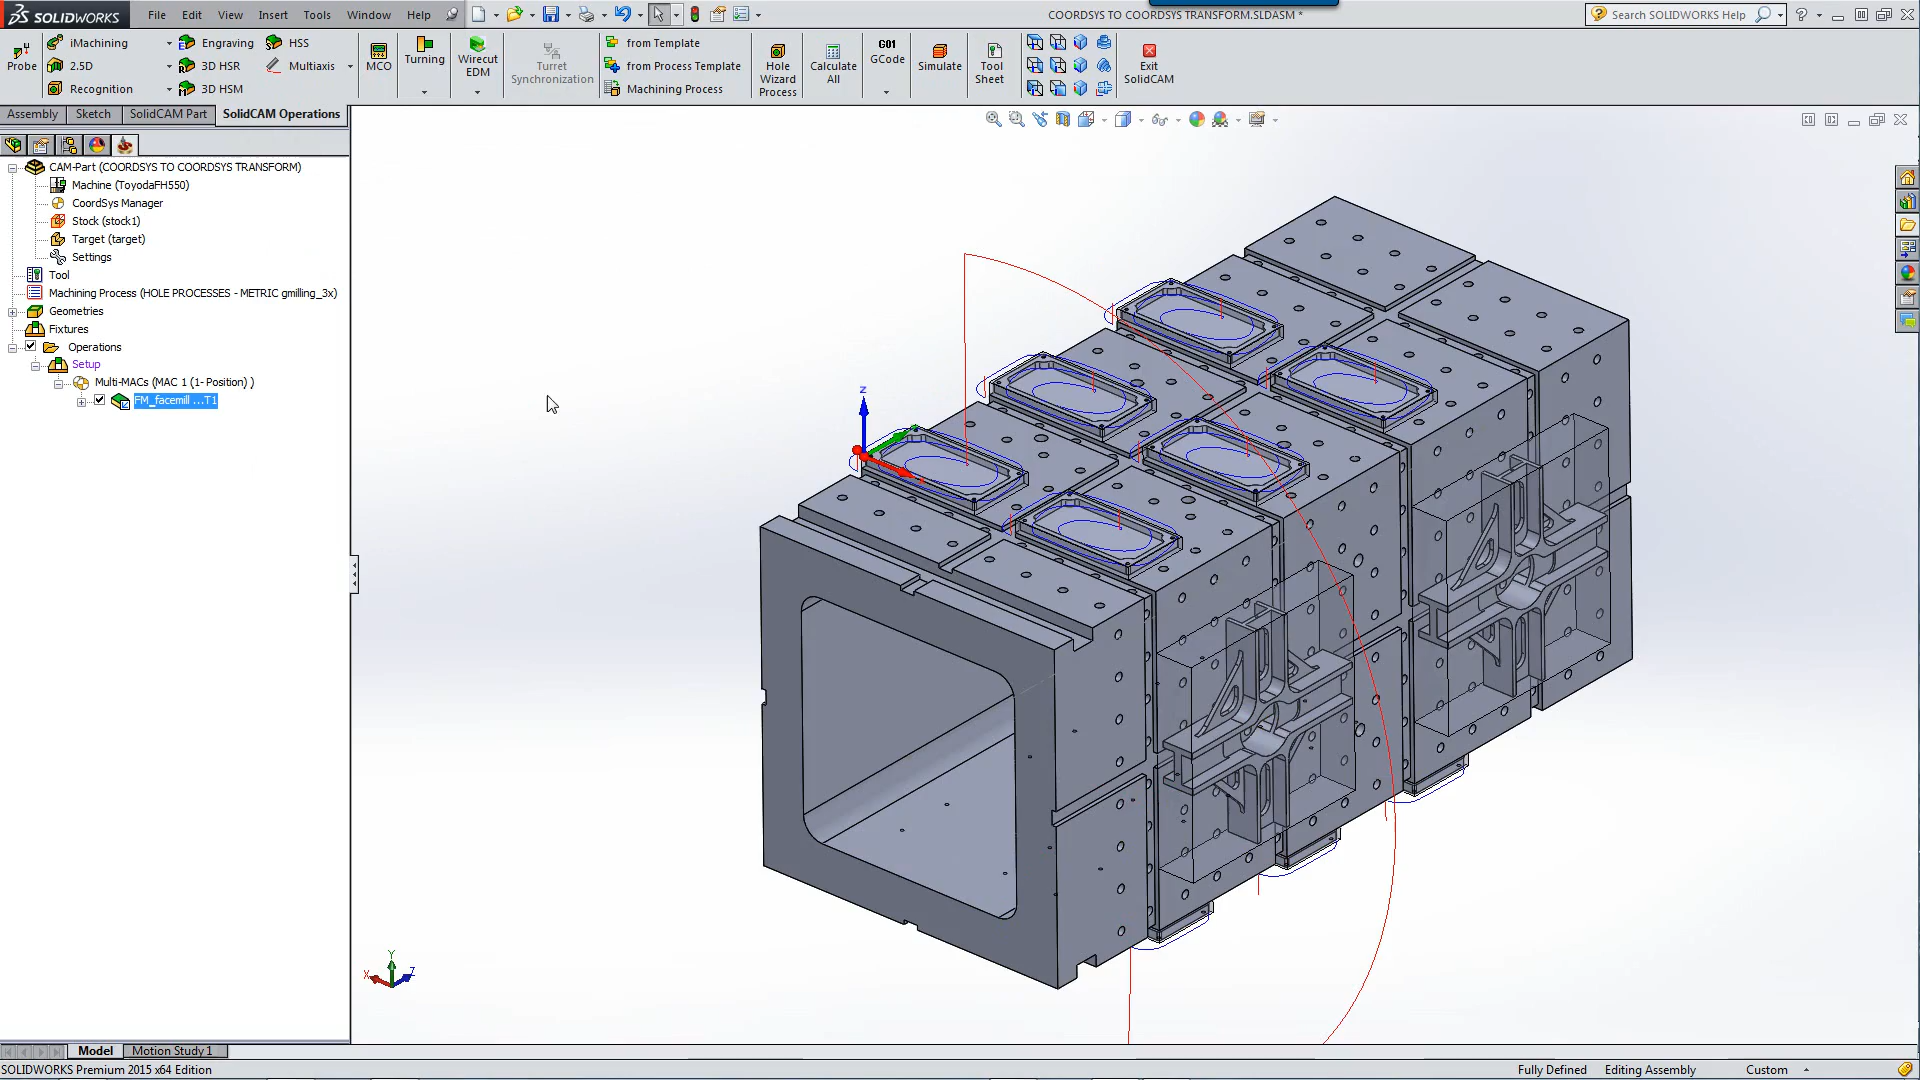 SOLIDWORKS File Edit View Insert Tools Window Help COORDSYS TO COORDSYS TRANSFORM.SLDASM * Search SOLIDWORKS Help
Probe
iMachining
2.5D
Recognition
Engraving
3D HSR
3D HSM
HSS
Multiaxis
MCO
Turning
Wirecut
EDM
Turret
Synchronization
from Template
from Process Template
Machining Process
Hole
Wizard
Process
Calculate
All
G01
GCode
Simulate
Tool
Sheet
Exit
SolidCAM
Assembly Sketch SolidCAM Part SolidCAM Operations
CAM-Part (COORDSYS TO COORDSYS TRANSFORM)
Machine (ToyodaFH550)
CoordSys Manager
Stock (stock1)
Target (target)
Settings
Tool
Machining Process (HOLE PROCESSES - METRIC gmilling_3x)
Geometries
Fixtures
Operations
Setup
Multi-MACs (MAC 1 (1- Position) )
FM_facemill ...T1
Z
Y
X
Z
Model Motion Study 1
SOLIDWORKS Premium 2015 x64 Edition Fully Defined Editing Assembly Custom